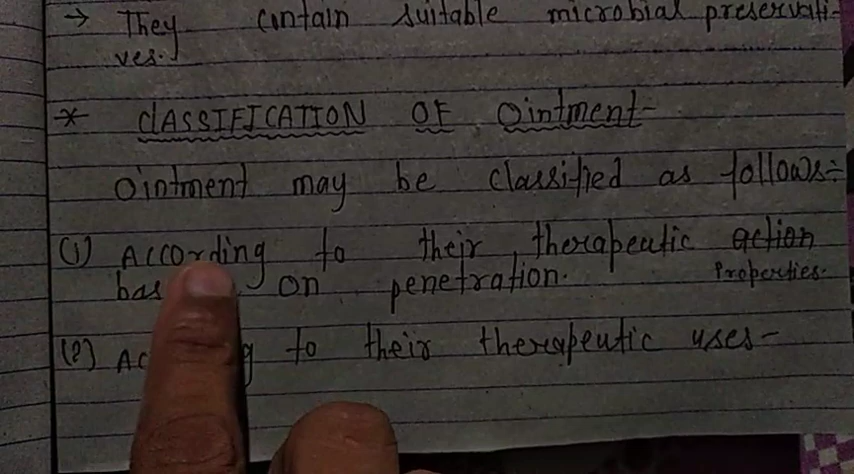 → They contain suitable microbial preservati-
ves.
* CLASSIFICATION OF Ointment-
Ointment may be classified as follows:-
(1) According to their therapeutic action
bas on penetration. Properties.
(2) Ac g to their therapeutic uses-